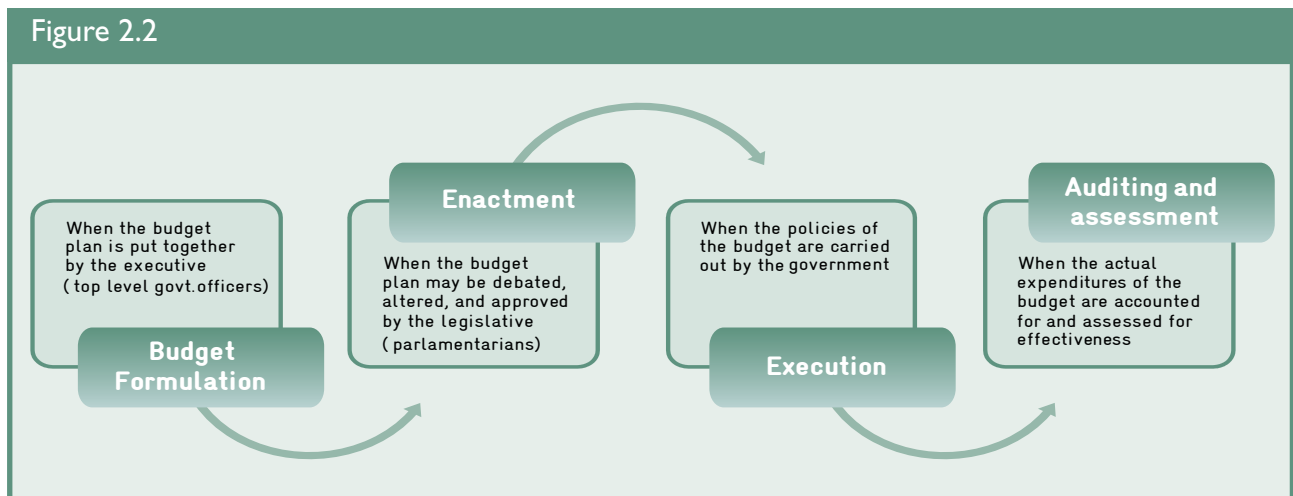 Figure 2.2
When the budget
plan is put together
by the executive
( top level govt. officers)
Budget
Formulation
Enactment
When the budget
plan may be debated,
altered, and approved
by the legislative
( parlamentarians)
When the policies of
the budget are carried
out by the government
Execution
Auditing and
assessment
When the actual
expenditures of the
budget are accounted
for and assessed for
effectiveness